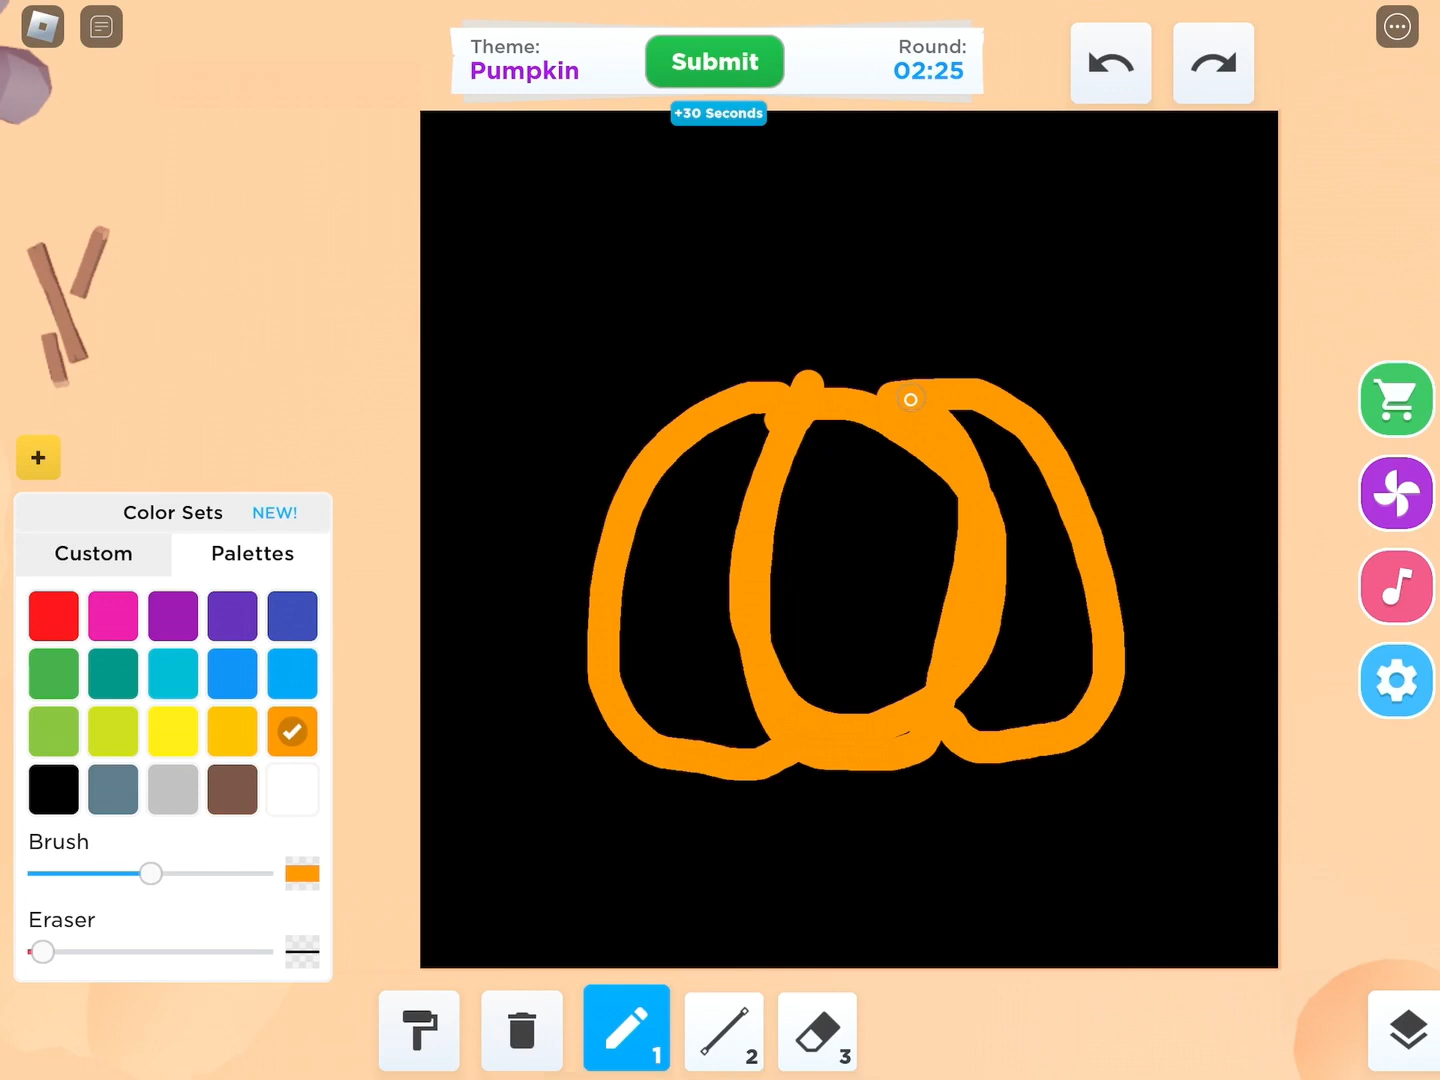 Theme:
Pumpkin
Submit
Round:
02:25
+30 Seconds
+
Color Sets NEW!
Custom
Palettes
Brush
Eraser
1
2
3